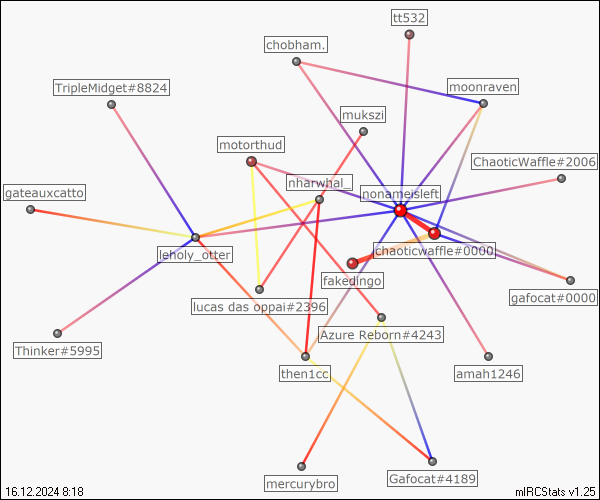 tt532
chobham.
TripleMidget#8824
moonraven
mukszi
motorthud
ChaoticWaffle#2006
nharwhal_
gateauxcatto
nonameisleft
leholy_otter
chaoticwaffle#0000
fakedingo
lucas das oppai#2396
gafocat#0000
Azure Reborn#4243
Thinker#5995
then1cc
amah1246
mercurybro
Gafocat#4189
16.12.2024 8:18
mIRCStats v1.25